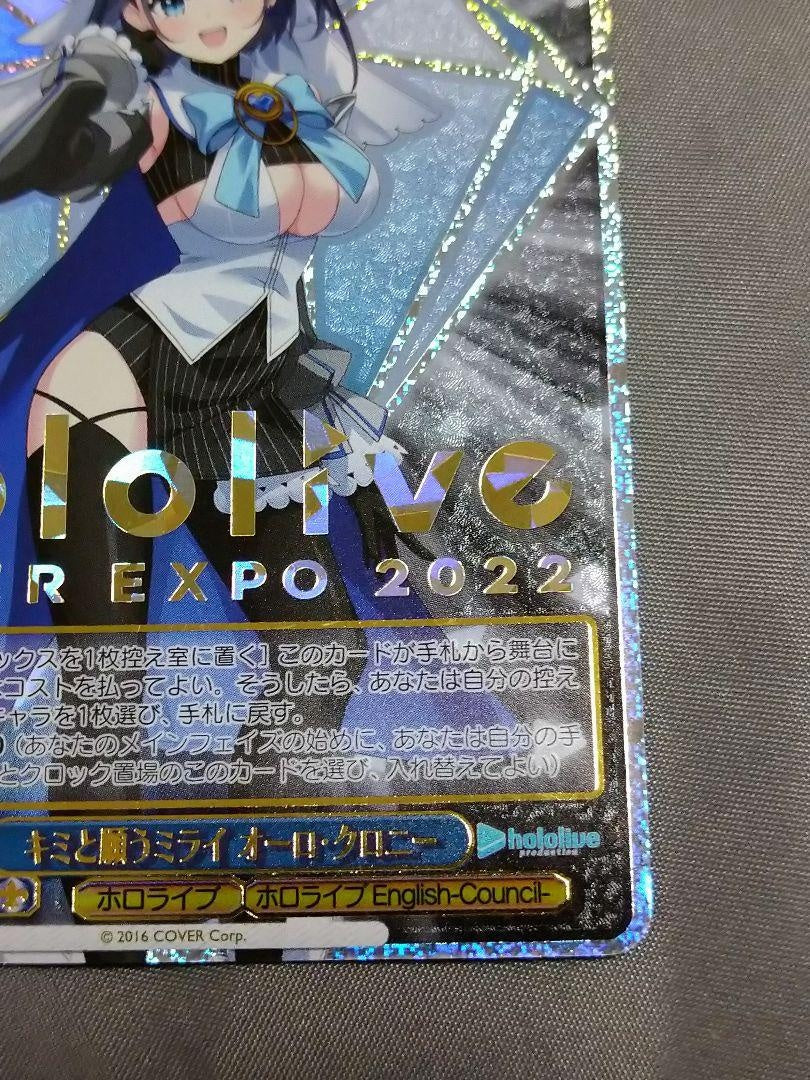 ololive
R EXPO 2022
ックスを1枚控え室に置く］このカードが手札から舞台に
コストを払ってよい。そうしたら、あなたは自分の控え
キャラを1枚選び、手札に戻す。
（あなたのメインフェイズの始めに、あなたは自分の手
とクロック置場のこのカードを選び、入れ替えてよい）
キミと願うミライ オーロ・クロニー
hololive
production
ホロライブ ホロライブ English-Council-
© 2016 COVER Corp.